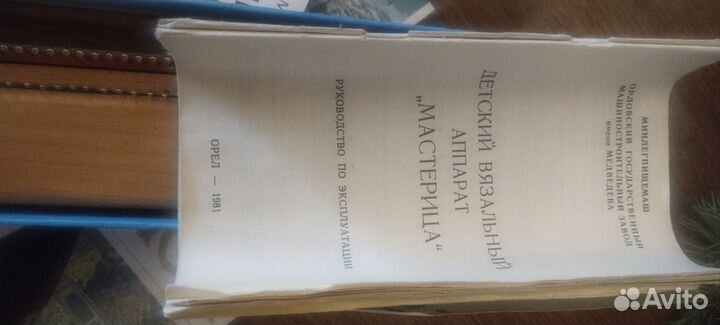 МИНЛЕГПИЩЕМАШ
ОРЛОВСКИЙ ГОСУДАРСТВЕННЫЙ
МАШИНОСТРОИТЕЛЬНЫЙ ЗАВОД
имени МЕДВЕДЕВА
ДЕТСКИЙ ВЯЗАЛЬНЫЙ
АППАРАТ
„МАСТЕРИЦА“
РУКОВОДСТВО ПО ЭКСПЛУАТАЦИИ
ОРЕЛ — 1981
Avito